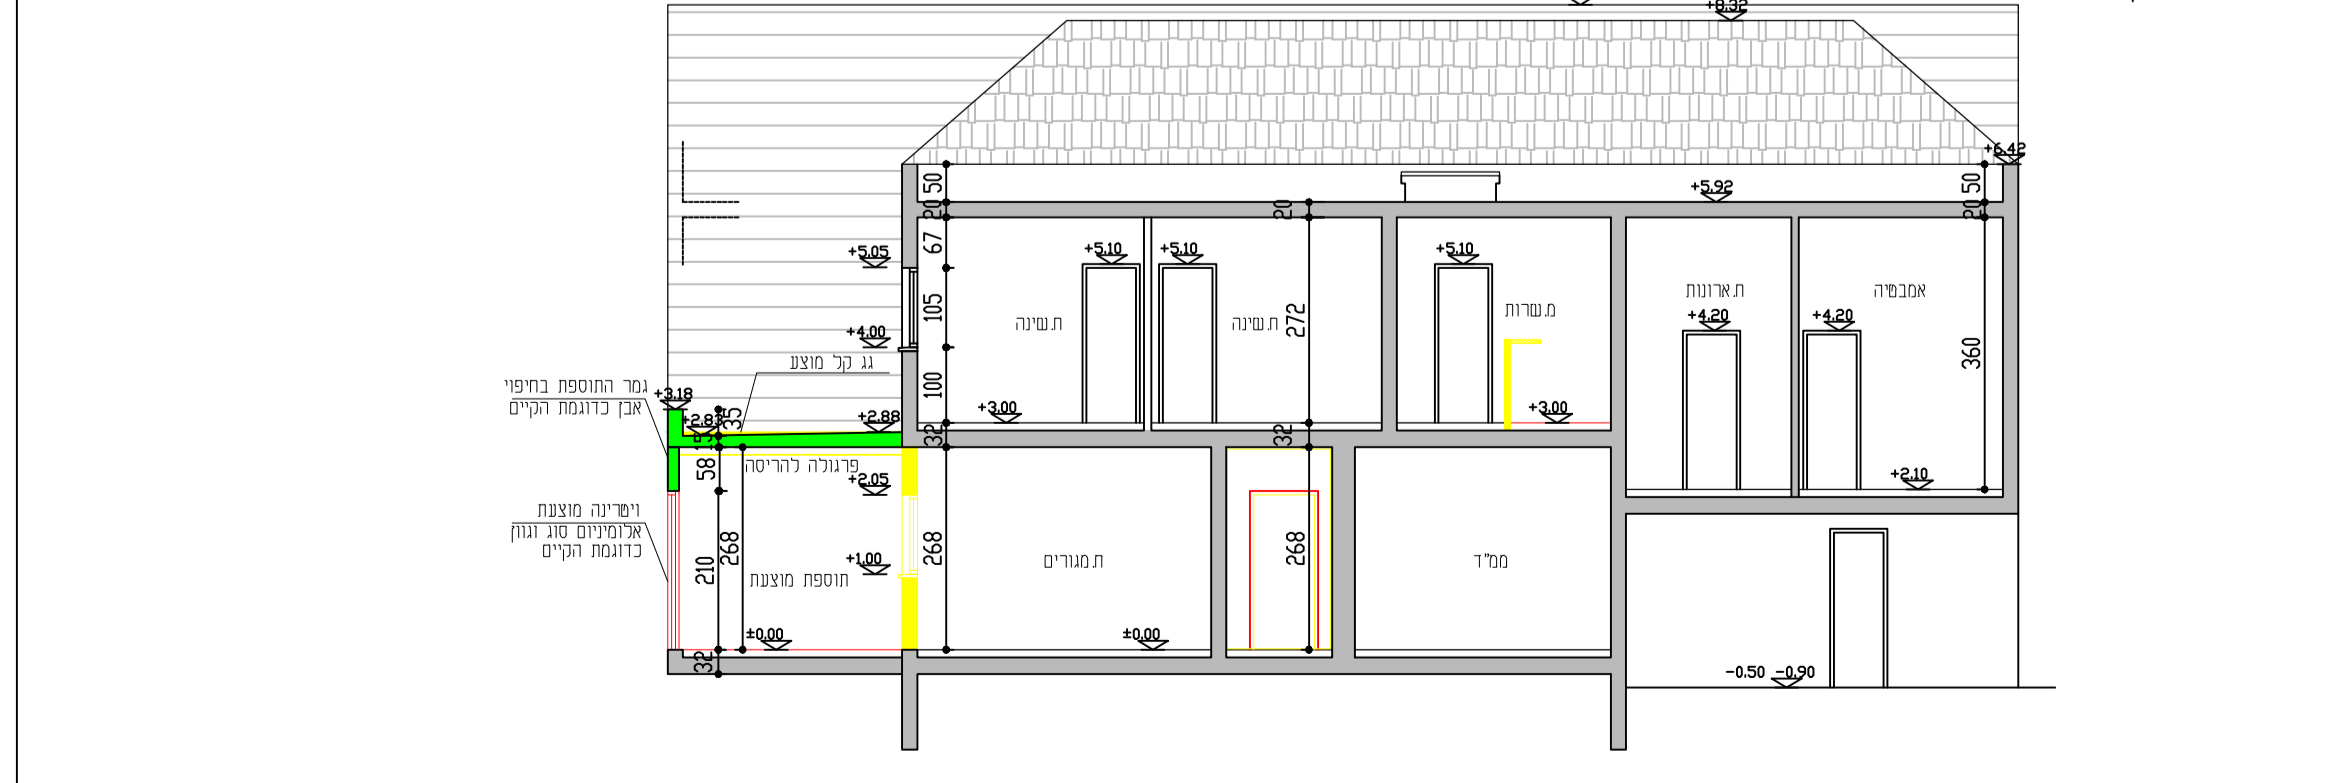 +8.32
+6.42
50
50
+5.92
20
20
20
67
+5.05
+5.10
+5.10
+5.10
105
272
ח.שינה
ח.שינה
מ.שרות
ח.ארונות
אמבטיה
+4.20
+4.20
+4.00
360
גג קל מוצע
100
+3.00
+3.00
גמר התוספת בחיפוי
אבן כדוגמת הקיים
+3.18
35
+2.83
+2.88
32
32
58
פרגולה להריסה
+2.05
+2.10
ויטרינה מוצעת
אלומיניום סוג וגוון
כדוגמת הקיים
210
268
+1.00
268
268
תוספת מוצעת
ח.מגורים
ממ"ד
±0.00
±0.00
32
-0.50 -0.90